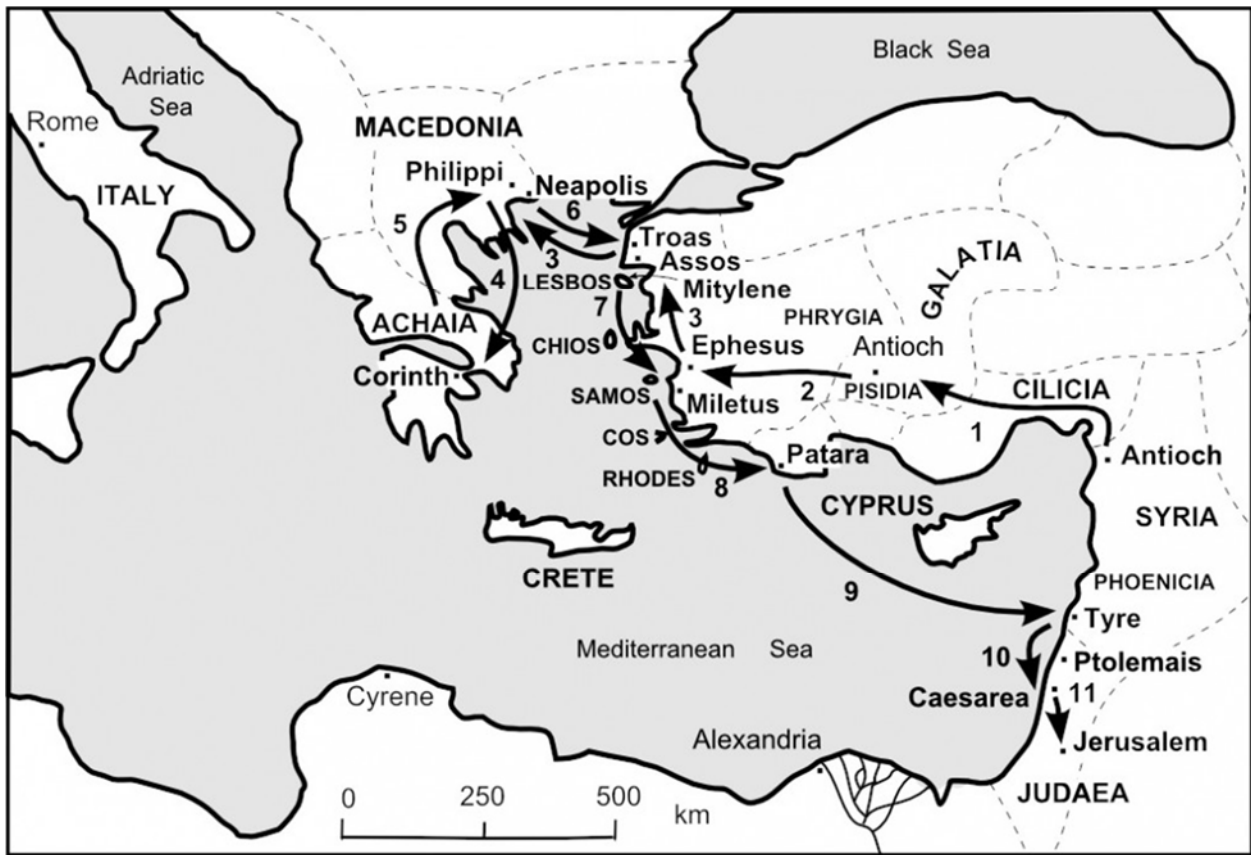 Black Sea
Adriatic
Sea
Rome
MACEDONIA
Philippi
Neapolis
ITALY
5
6
3
Troas
Assos
4
LESBOS
Mitylene
7
3
GALATIA
PHRYGIA
ACHAIA
CHIOS
Ephesus
Antioch
Corinth
2
PISIDIA
CILICIA
SAMOS
Miletus
1
COS
Patara
Antioch
RHODES
8
CYPRUS
SYRIA
CRETE
9
PHOENICIA
Tyre
Mediterranean Sea
10
Ptolemais
Cyrene
Caesarea
11
Alexandria
Jerusalem
0 250 500
km
JUDAEA